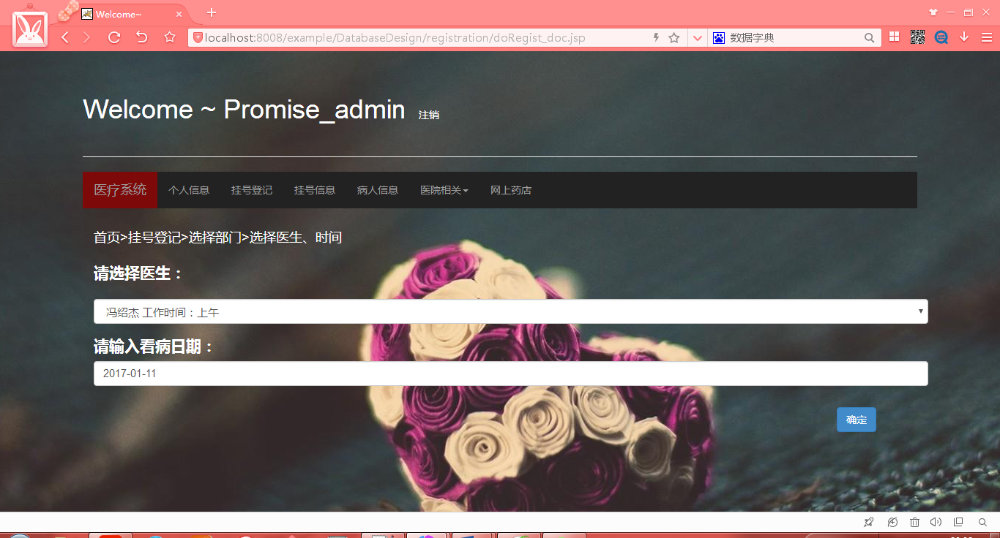 Welcome~
localhost:8008/example/DatabaseDesign/registration/doRegist_doc.jsp
数据字典
Welcome ~ Promise_admin 注销
医疗系统 个人信息 挂号登记 挂号信息 病人信息 医院相关 网上药店
首页>挂号登记>选择部门>选择医生、时间
请选择医生：
冯绍杰 工作时间：上午
请输入看病日期：
2017-01-11
确定